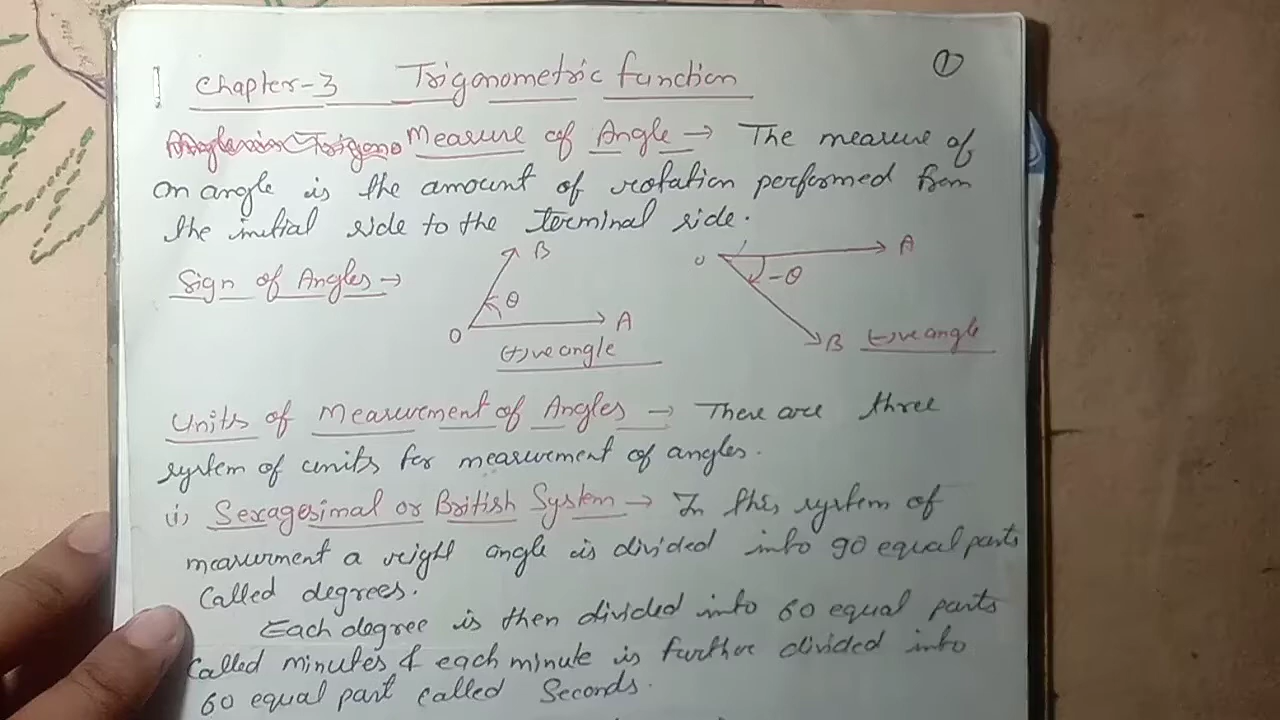 ①
Chapter-3 Trigonometric function
Measure of Angle → The measure of
an angle is the amount of rotation performed from
the initial side to the terminal side.
Sign of Angles →
B
θ
O
A
(+)ve angle
O
A
-θ
B
(-)ve angle
Units of Measurement of Angles → There are three
system of units for measurement of angles.
i) Sexagesimal or British System → In this system of
measurment a right angle is divided into 90 equal parts
Called degrees.
Each degree is then divided into 60 equal parts
Called minutes & each minute is further divided into
60 equal part called Seconds.